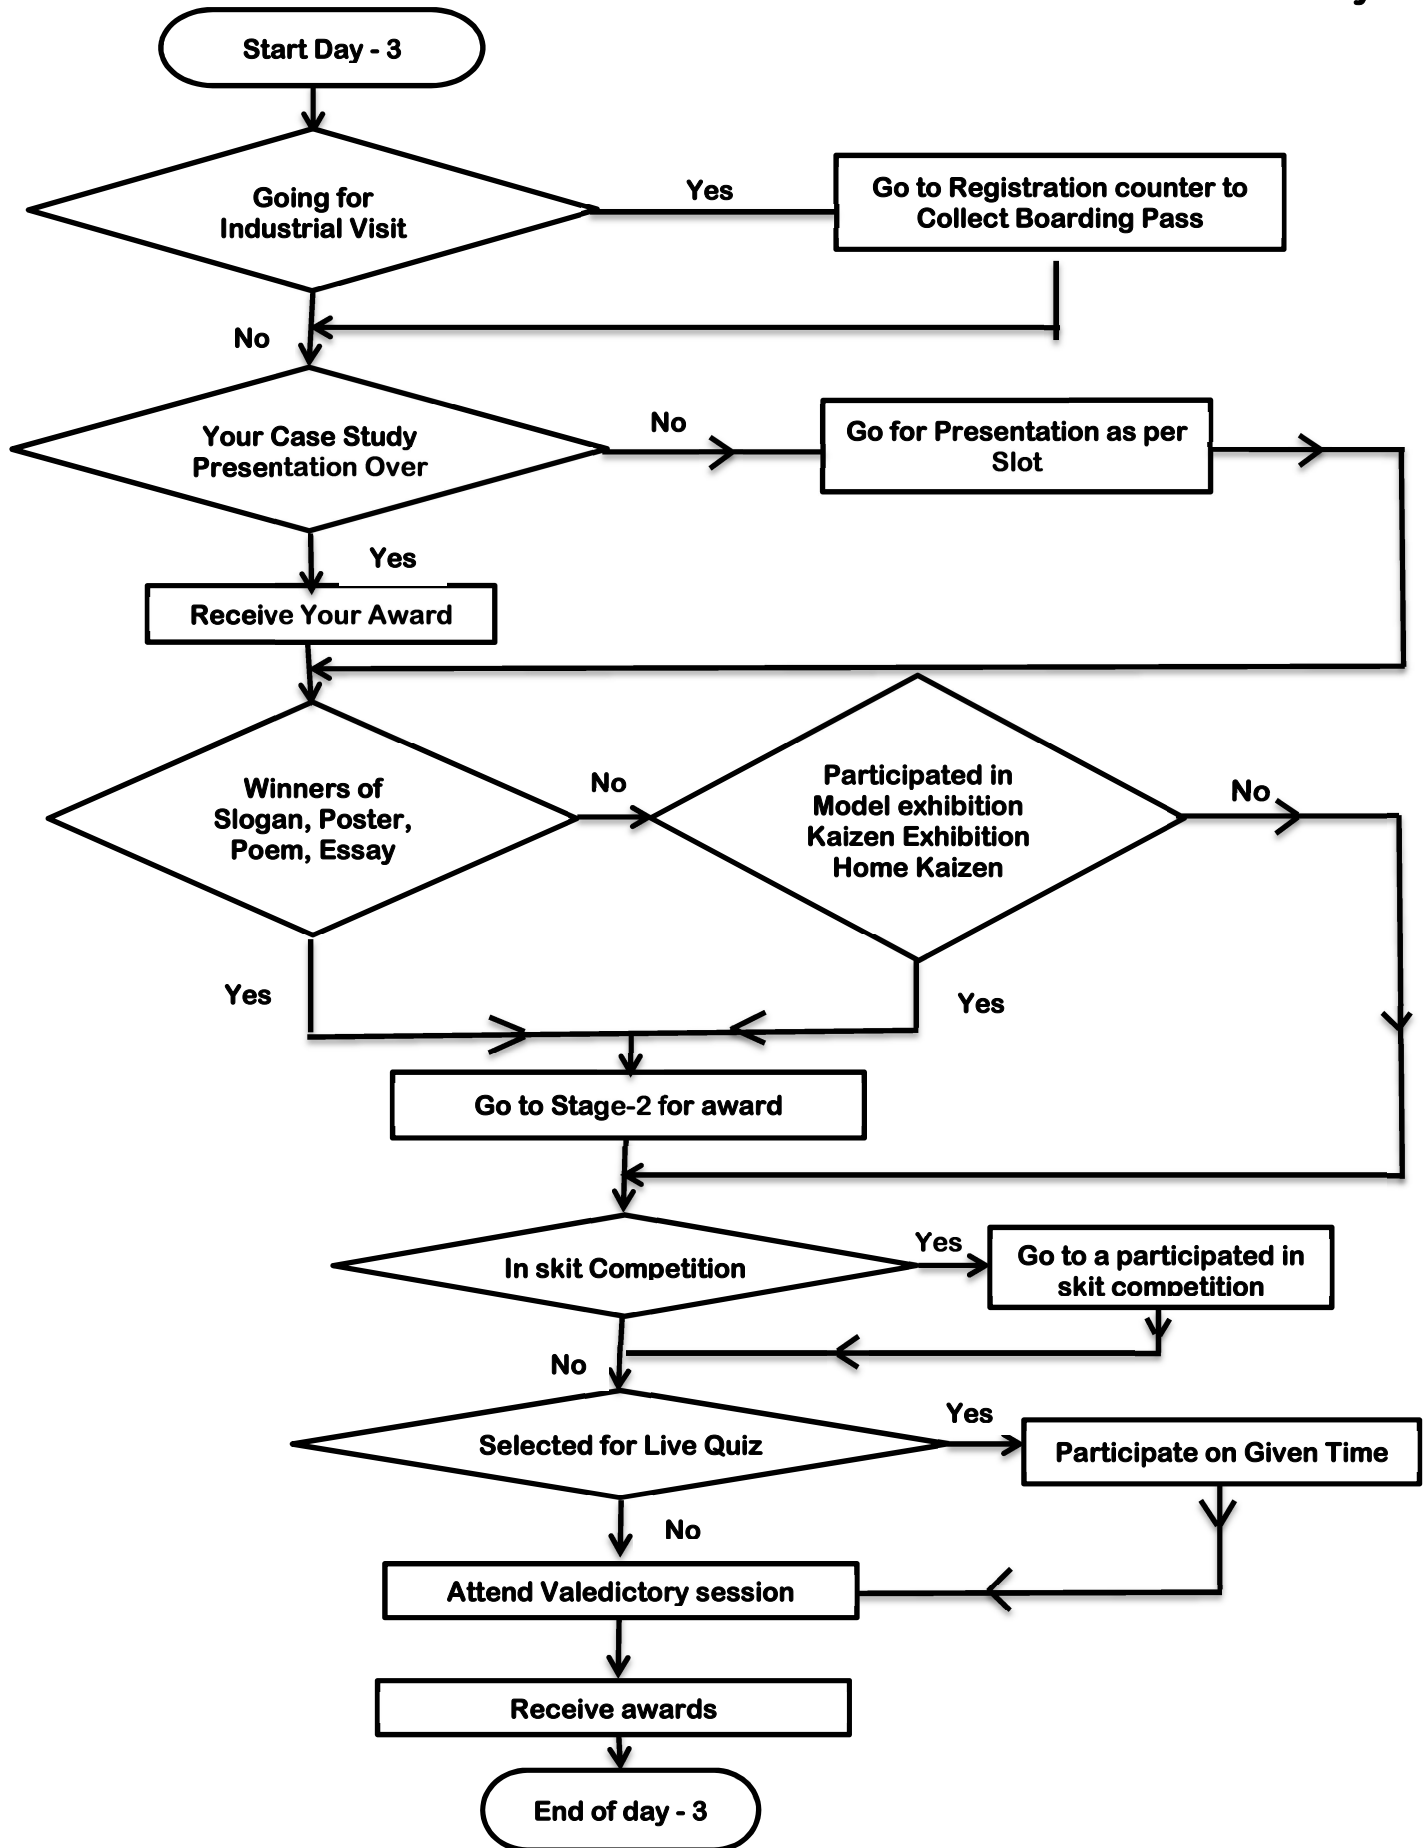 Start Day - 3
Going for
Industrial Visit
Yes
Go to Registration counter to
Collect Boarding Pass
No
Your Case Study
Presentation Over
No
Go for Presentation as per
Slot
Yes
Receive Your Award
Winners of
Slogan, Poster,
Poem, Essay
No
Participated in
Model exhibition
Kaizen Exhibition
Home Kaizen
No
Yes
Yes
Go to Stage-2 for award
In skit Competition
Yes
Go to a participated in
skit competition
No
Selected for Live Quiz
Yes
Participate on Given Time
No
Attend Valedictory session
Receive awards
End of day - 3